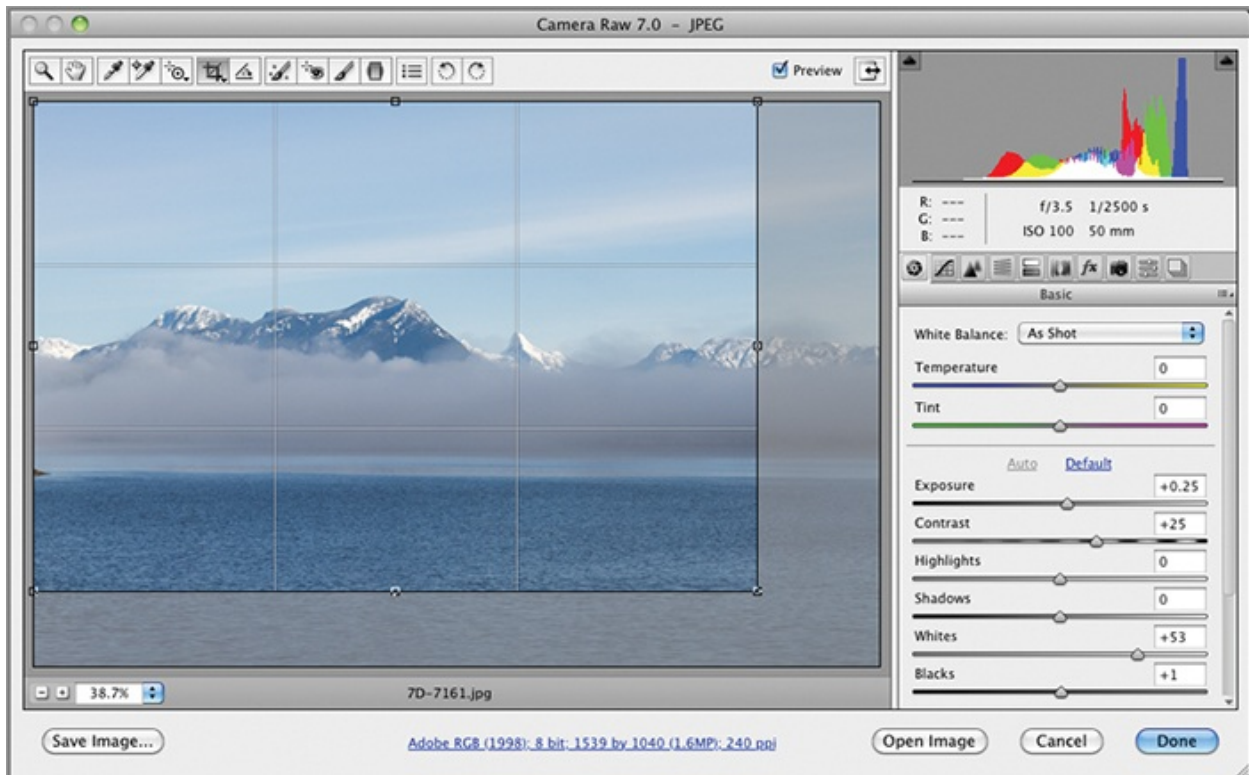 Camera Raw 7.0 – JPEG
Preview
R: ---
G: ---
B: ---
f/3.5 1/2500 s
ISO 100 50 mm
fx
Basic
White Balance: As Shot
Temperature 0
Tint 0
Auto Default
Exposure +0.25
Contrast +25
Highlights 0
Shadows 0
Whites +53
Blacks +1
38.7%
7D-7161.jpg
Save Image...
Adobe RGB (1998); 8 bit; 1539 by 1040 (1.6MP); 240 ppi
Open Image
Cancel
Done